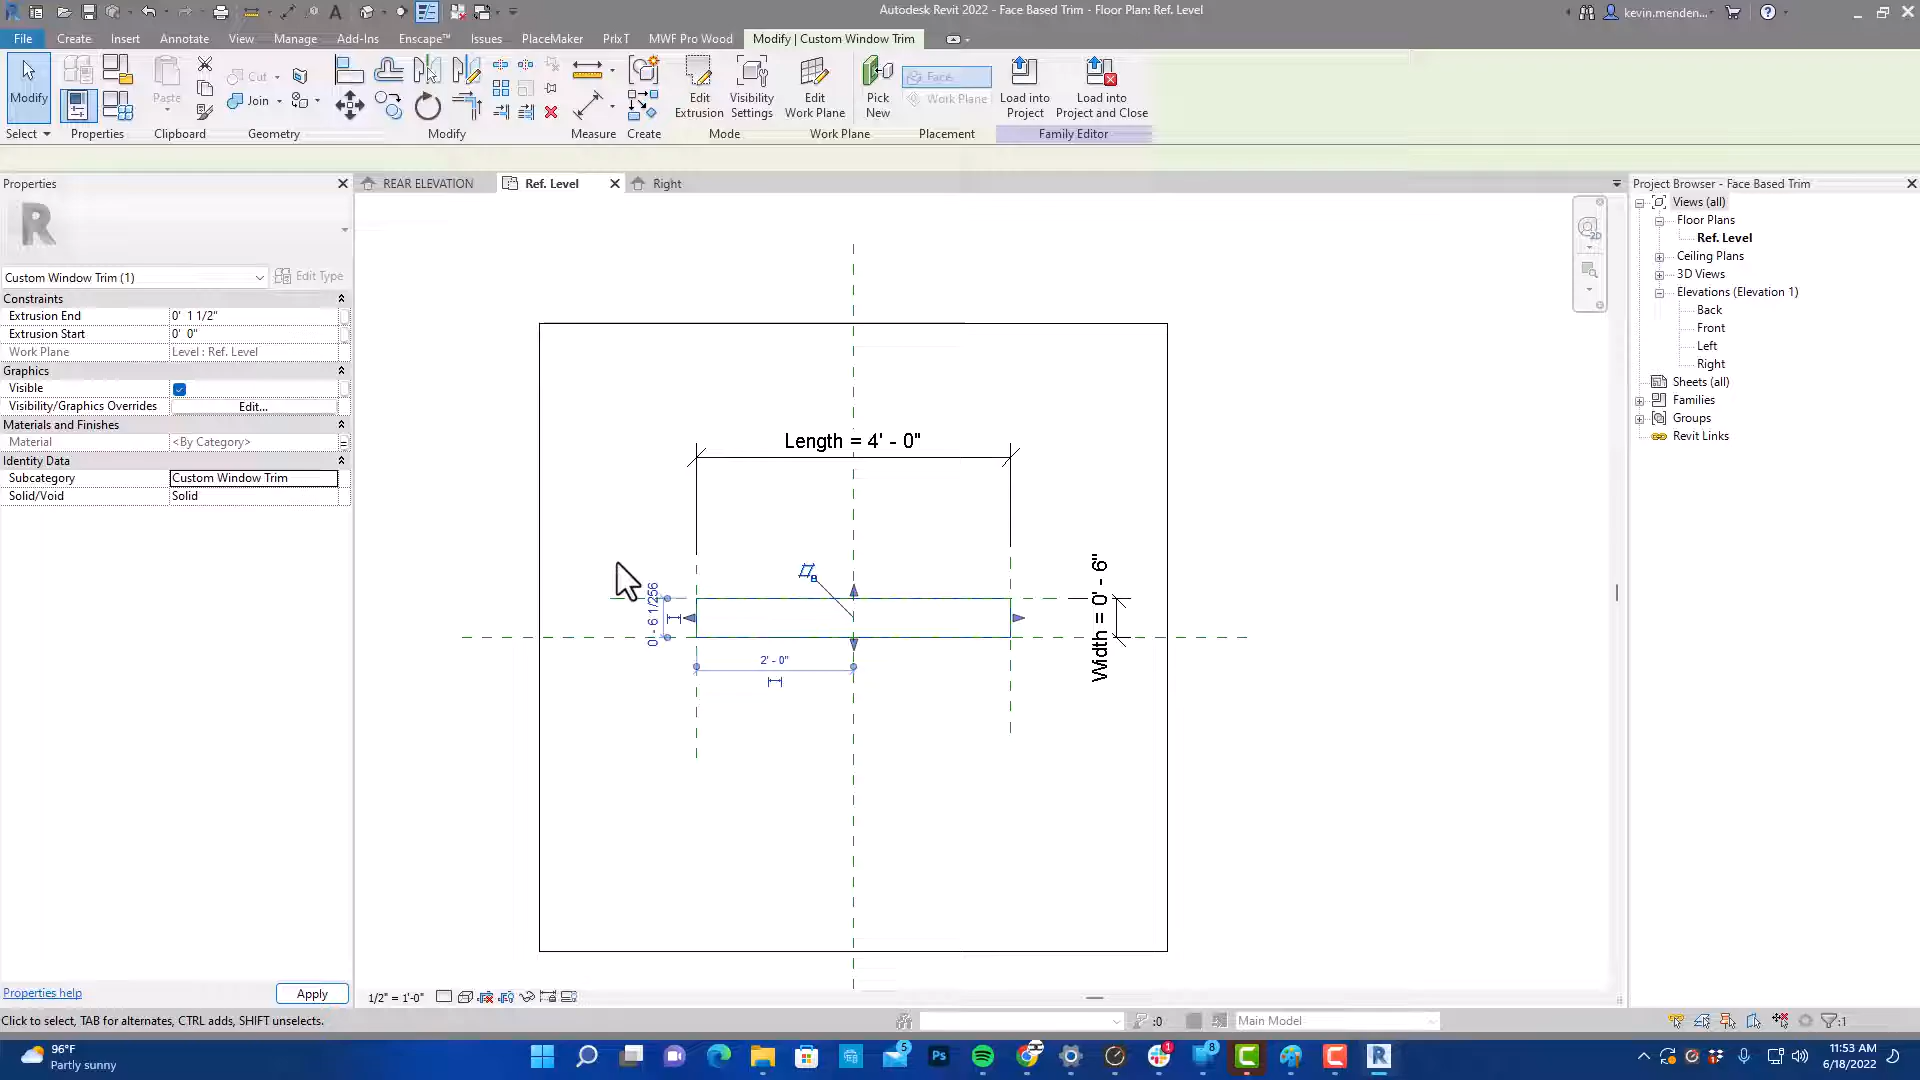 Autodesk Revit 2022 - Face Based Trim - Floor Plan: Ref. Level
kevin.menden...
File Create Insert Annotate View Manage Add-Ins Enscape™ Issues PlaceMaker PrlxT MWF Pro Wood Modify | Custom Window Trim
Modify
Paste
Cut
Join
Edit Extrusion
Visibility Settings
Edit Work Plane
Pick New
Face
Work Plane
Load into Project
Load into Project and Close
Select Properties Clipboard Geometry Modify Measure Create Mode Work Plane Placement Family Editor
Properties
REAR ELEVATION
Ref. Level
Right
Project Browser - Face Based Trim
R
Custom Window Trim (1)
Edit Type
Constraints
Extrusion End 0' 1 1/2"
Extrusion Start 0' 0"
Work Plane Level : Ref. Level
Graphics
Visible
Visibility/Graphics Overrides Edit...
Materials and Finishes
Material <By Category>
Identity Data
Subcategory Custom Window Trim
Solid/Void Solid
Length = 4' - 0"
Width = 0' - 6"
0' - 6 1/256
2' - 0"
Views (all)
Floor Plans
Ref. Level
Ceiling Plans
3D Views
Elevations (Elevation 1)
Back
Front
Left
Right
Sheets (all)
Families
Groups
Revit Links
2D
Properties help
Apply
1/2" = 1'-0"
Click to select, TAB for alternates, CTRL adds, SHIFT unselects.
:0
Main Model
:1
96°F
Partly sunny
5
Ps
1
8
C
C
R
11:53 AM
6/18/2022